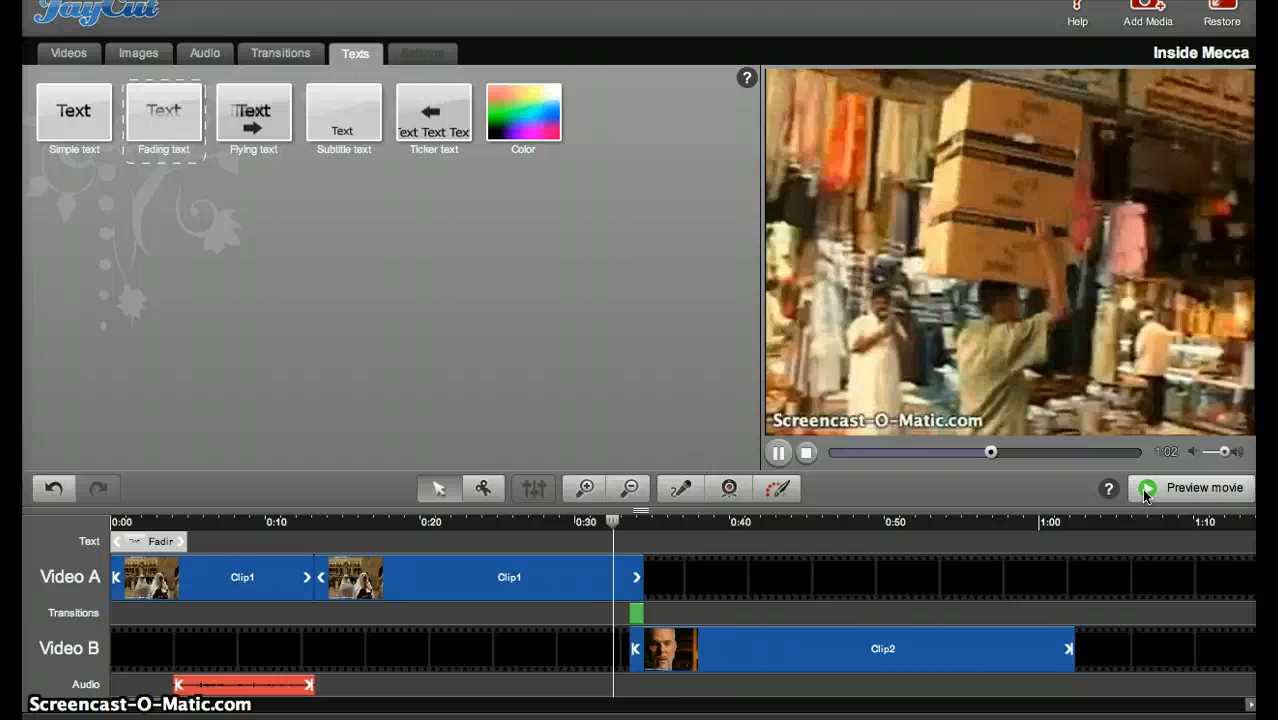 JayCut
Help
Add Media
Restore
Videos
Images
Audio
Transitions
Texts
Settings
Inside Mecca
?
Text
Text
Text
Text
Text Text Tex
Simple text
Fading text
Flying text
Subtitle text
Ticker text
Color
Screencast-O-Matic.com
1:02
?
Preview movie
0:00
0:10
0:20
0:30
0:40
0:50
1:00
1:10
Text
Fadir
Video A
Clip1
Clip1
Transitions
Video B
Clip2
Audio
Screencast-O-Matic.com